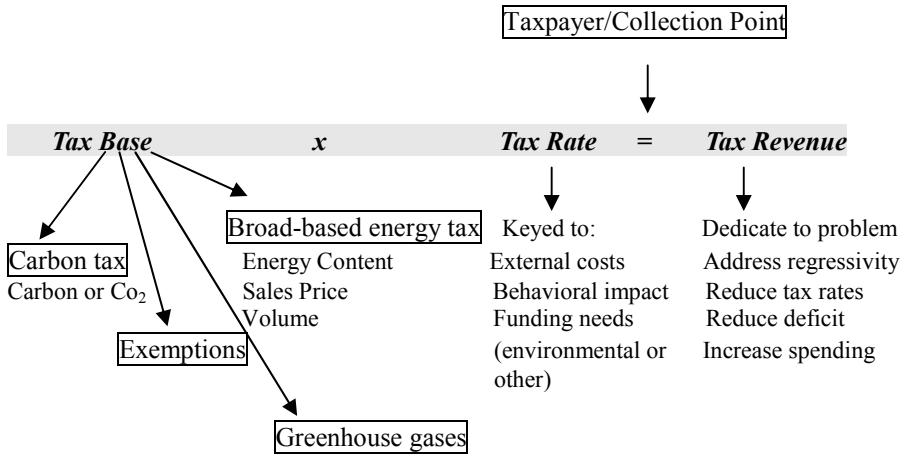 Taxpayer/Collection Point
Tax Base x Tax Rate = Tax Revenue
Broad-based energy tax Keyed to: Dedicate to problem
Carbon tax Energy Content External costs Address regressivity
Carbon or Co₂ Sales Price Behavioral impact Reduce tax rates
Volume Funding needs Reduce deficit
Exemptions (environmental or Increase spending
other)
Greenhouse gases